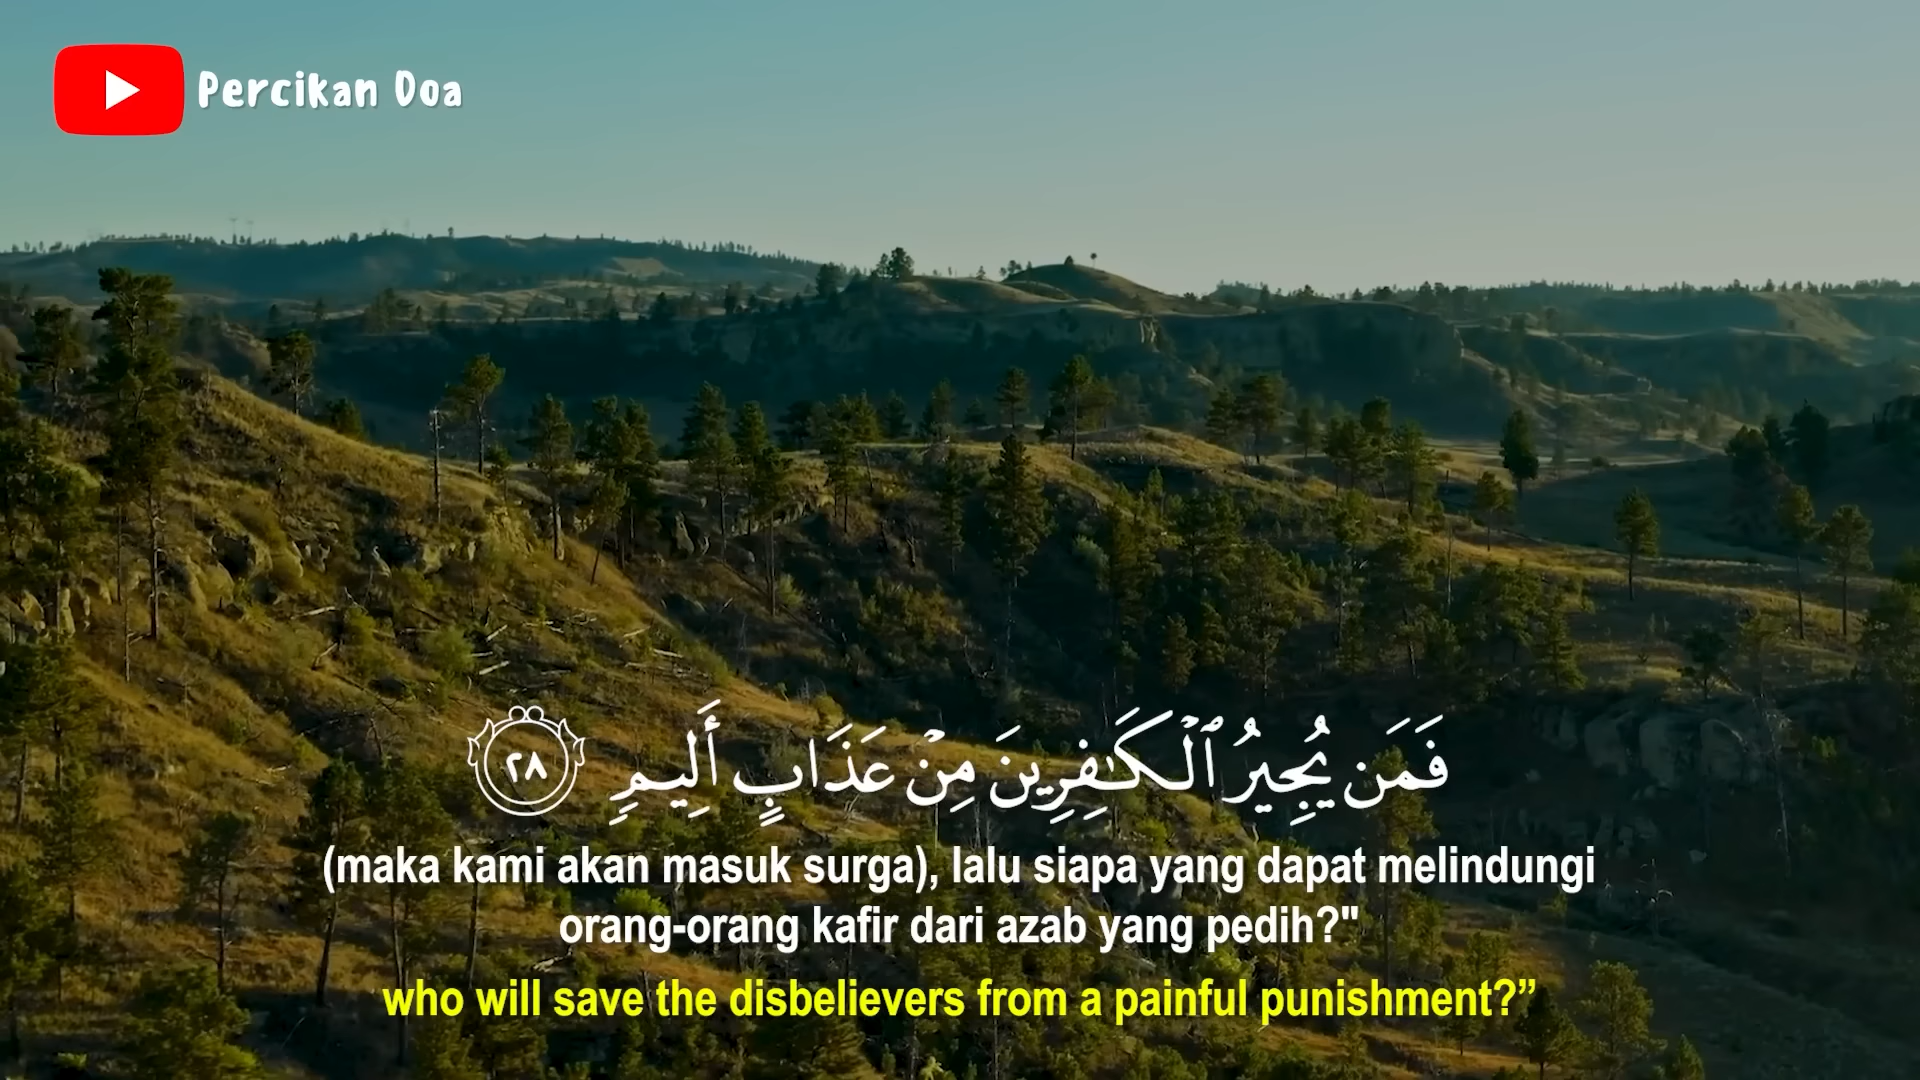 Percikan Doa
فَمَن يُجِيرُ ٱلْكَـٰفِرِينَ مِنْ عَذَابٍ أَلِيمٍ ٢٨
(maka kami akan masuk surga), lalu siapa yang dapat melindungi
orang-orang kafir dari azab yang pedih?"
who will save the disbelievers from a painful punishment?”